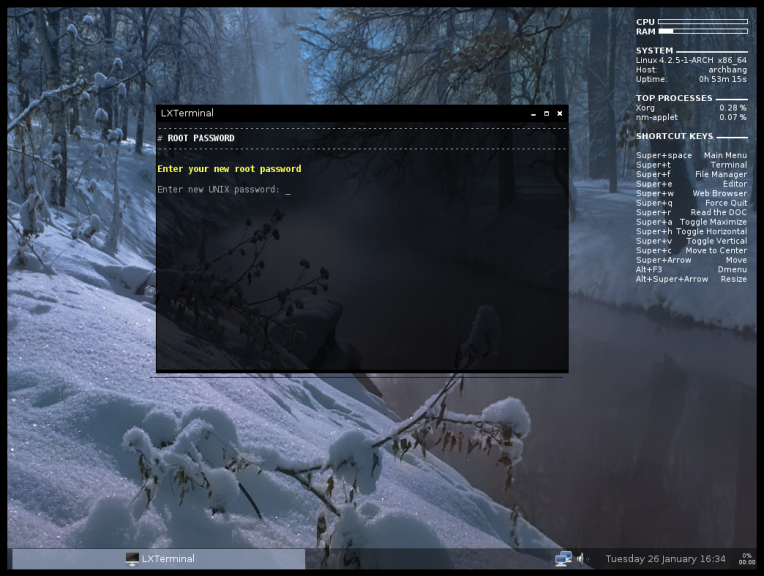 LXTerminal
# ROOT PASSWORD
Enter your new root password
Enter new UNIX password: _
CPU
RAM
SYSTEM
Linux 4.2.5-1-ARCH x86_64
Host: archbang
Uptime: 0h 53m 15s
TOP PROCESSES
Xorg 0.28 %
nm-applet 0.07 %
SHORTCUT KEYS
Super+space Main Menu
Super+t Terminal
Super+f File Manager
Super+e Editor
Super+w Web Browser
Super+q Force Quit
Super+r Read the DOC
Super+a Toggle Maximize
Super+h Toggle Horizontal
Super+v Toggle Vertical
Super+c Move to Center
Super+Arrow Move
Alt+F3 Dmenu
Alt+Super+Arrow Resize
LXTerminal
Tuesday 26 January 16:34
0%
00:00